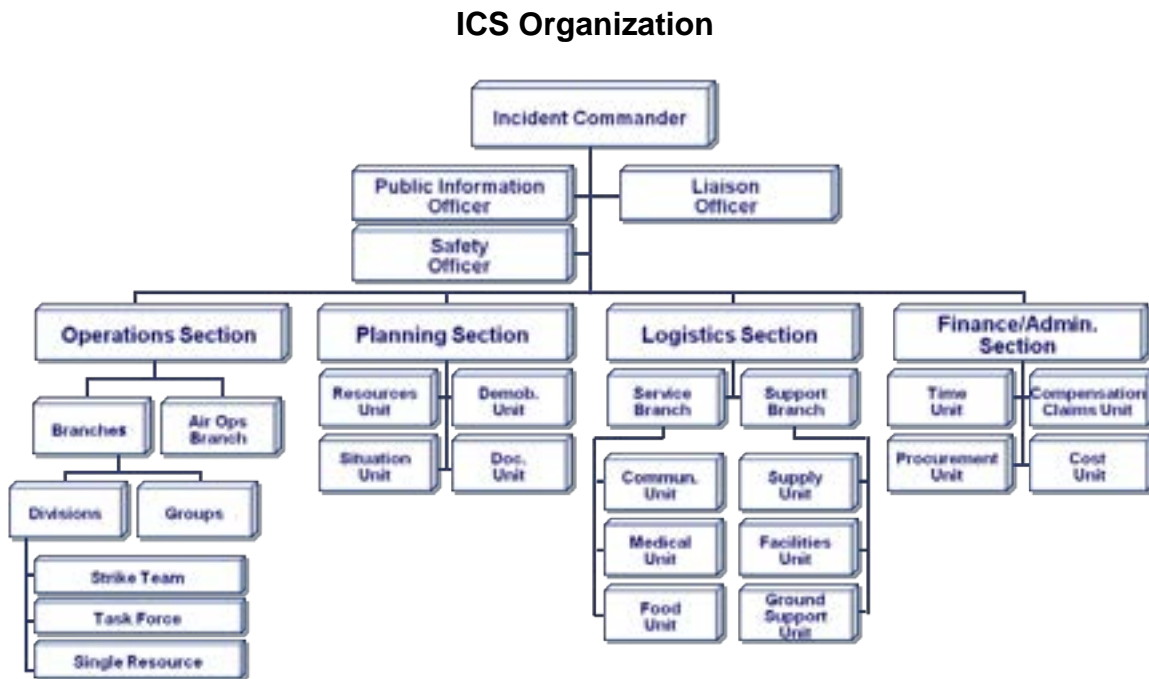 ICS Organization
Incident Commander
Public Information
Officer
Liaison
Officer
Safety
Officer
Operations Section
Planning Section
Logistics Section
Finance/Admin.
Section
Branches
Air Ops
Branch
Divisions
Groups
Strike Team
Task Force
Single Resource
Resources
Unit
Demob.
Unit
Situation
Unit
Doc.
Unit
Service
Branch
Support
Branch
Commun.
Unit
Supply
Unit
Medical
Unit
Facilities
Unit
Food
Unit
Ground
Support
Unit
Time
Unit
Compensation
Claims Unit
Procurement
Unit
Cost
Unit